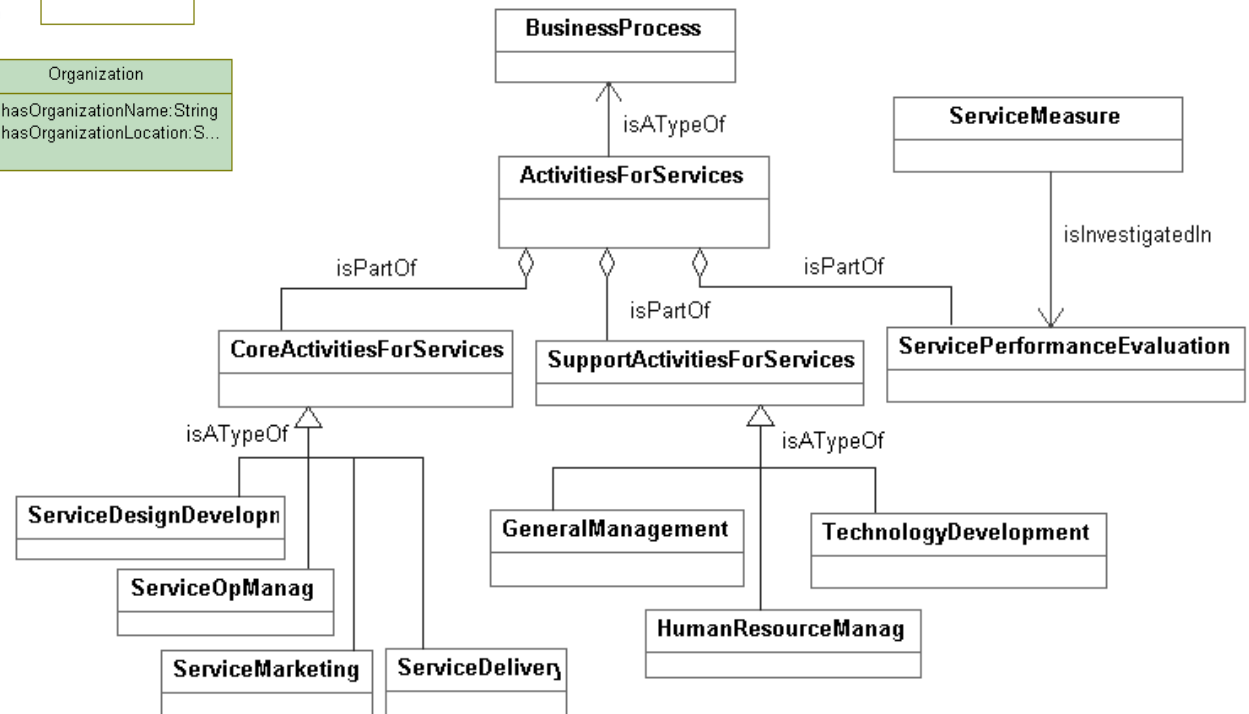 BusinessProcess
Organization
hasOrganizationName:String
hasOrganizationLocation:S...
isATypeOf
ServiceMeasure
ActivitiesForServices
isInvestigatedIn
isPartOf
isPartOf
isPartOf
CoreActivitiesForServices
SupportActivitiesForServices
ServicePerformanceEvaluation
isATypeOf
isATypeOf
ServiceDesignDevelopn
GeneralManagement
TechnologyDevelopment
ServiceOpManag
HumanResourceManag
ServiceMarketing
ServiceDelivery